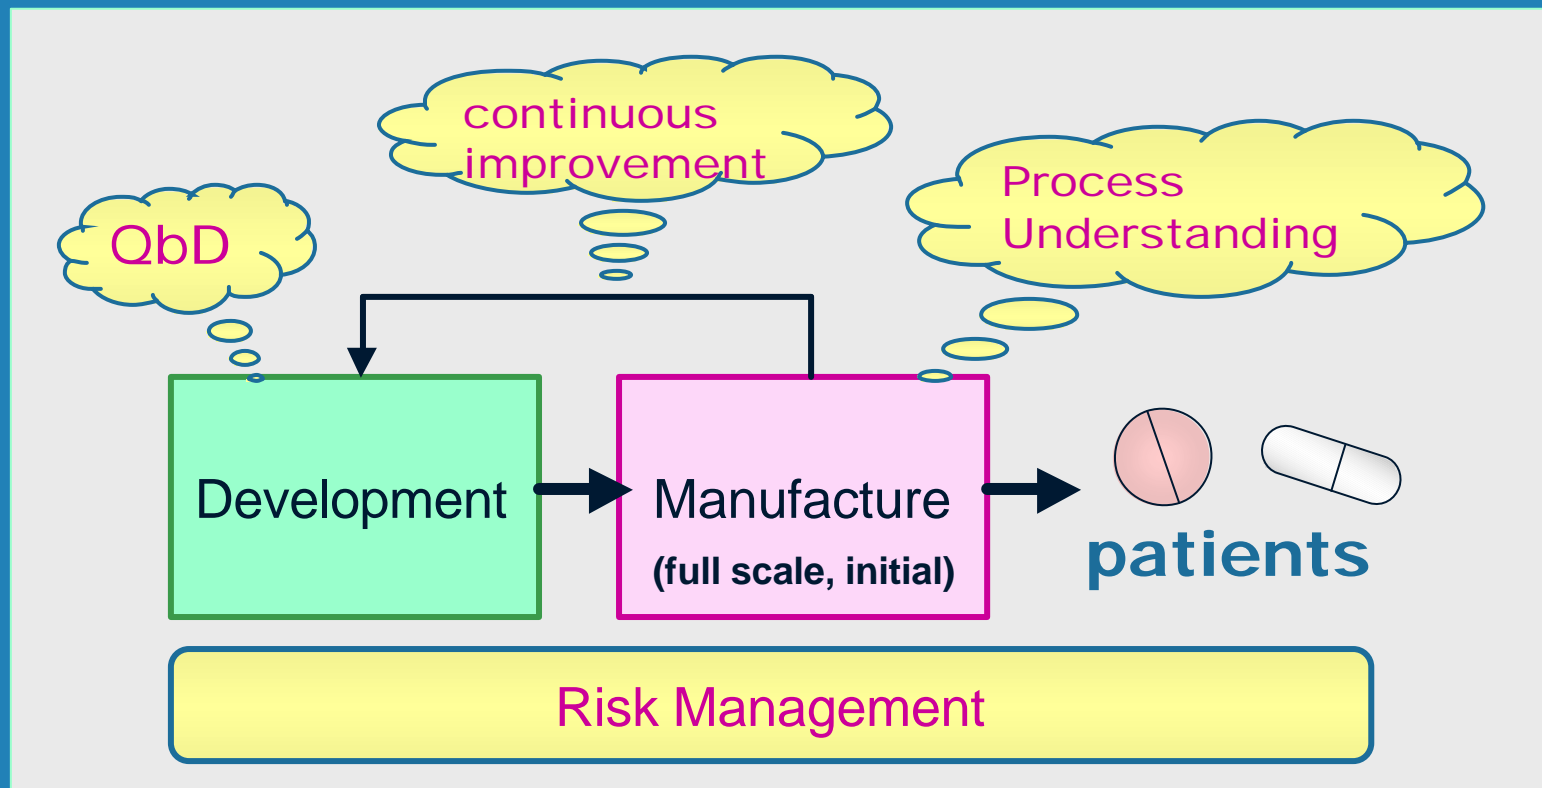 continuous
improvement
Process
Understanding
QbD
Development
Manufacture
(full scale, initial)
patients
Risk Management